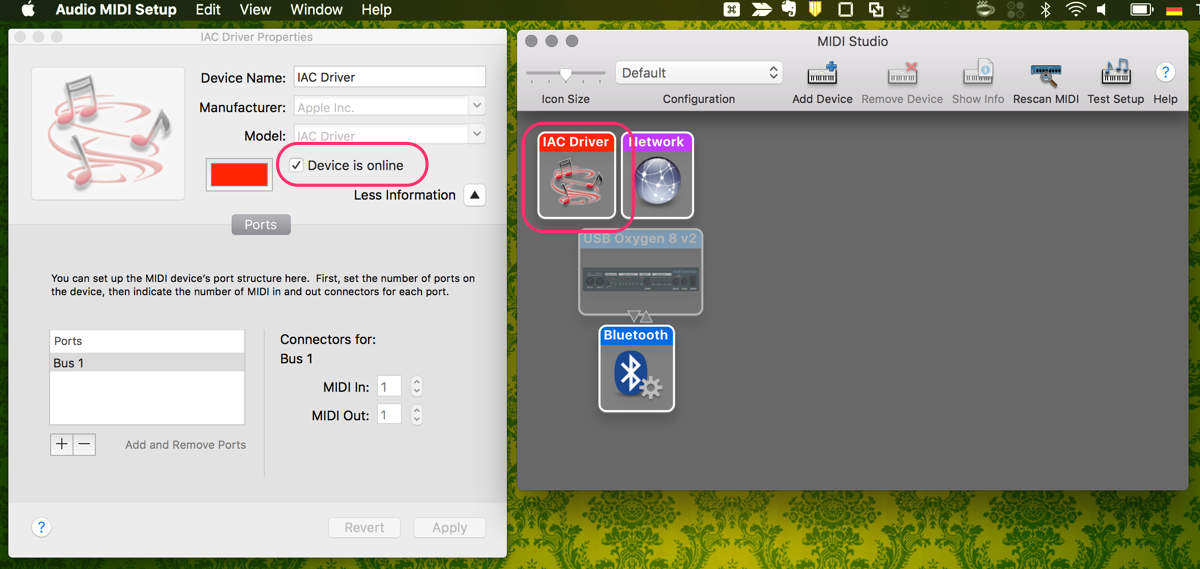 Audio MIDI Setup Edit View Window Help
IAC Driver Properties
Device Name: IAC Driver
Manufacturer: Apple Inc.
Model: IAC Driver
Device is online
Less Information
Ports
You can set up the MIDI device's port structure here. First, set the number of ports on
the device, then indicate the number of MIDI in and out connectors for each port.
Ports
Bus 1
Add and Remove Ports
Connectors for:
Bus 1
MIDI In: 1
MIDI Out: 1
? Revert Apply
MIDI Studio
Default
Icon Size Configuration Add Device Remove Device Show Info Rescan MIDI Test Setup Help
IAC Driver Network
USB Oxygen 8 v2
Bluetooth